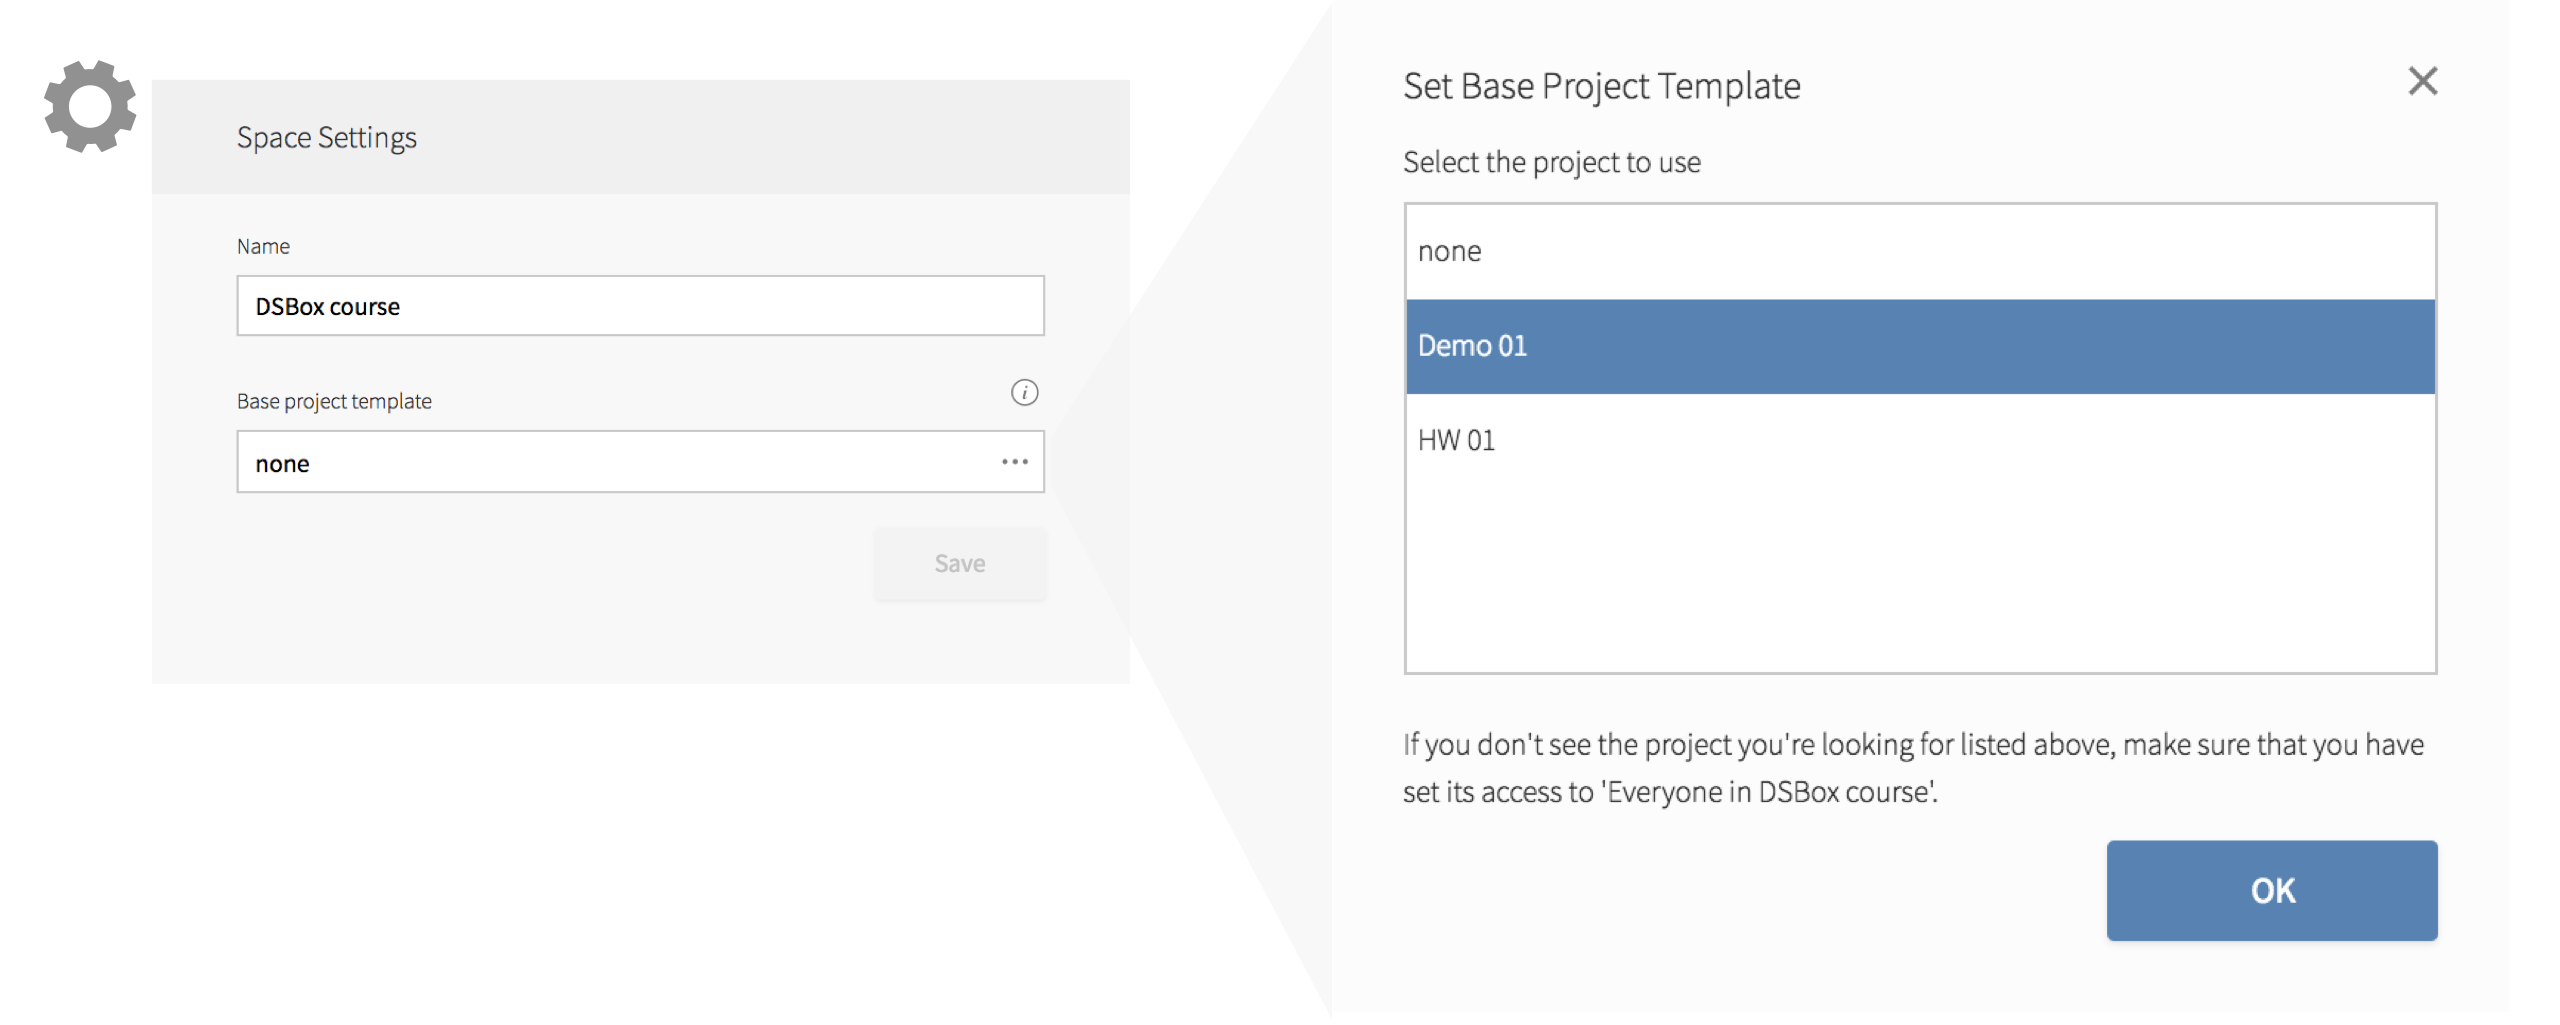 Space Settings
Name
DSBox course
Base project template
i
none
Save
Set Base Project Template
Select the project to use
none
Demo 01
HW 01
If you don't see the project you're looking for listed above, make sure that you have
set its access to 'Everyone in DSBox course'.
OK